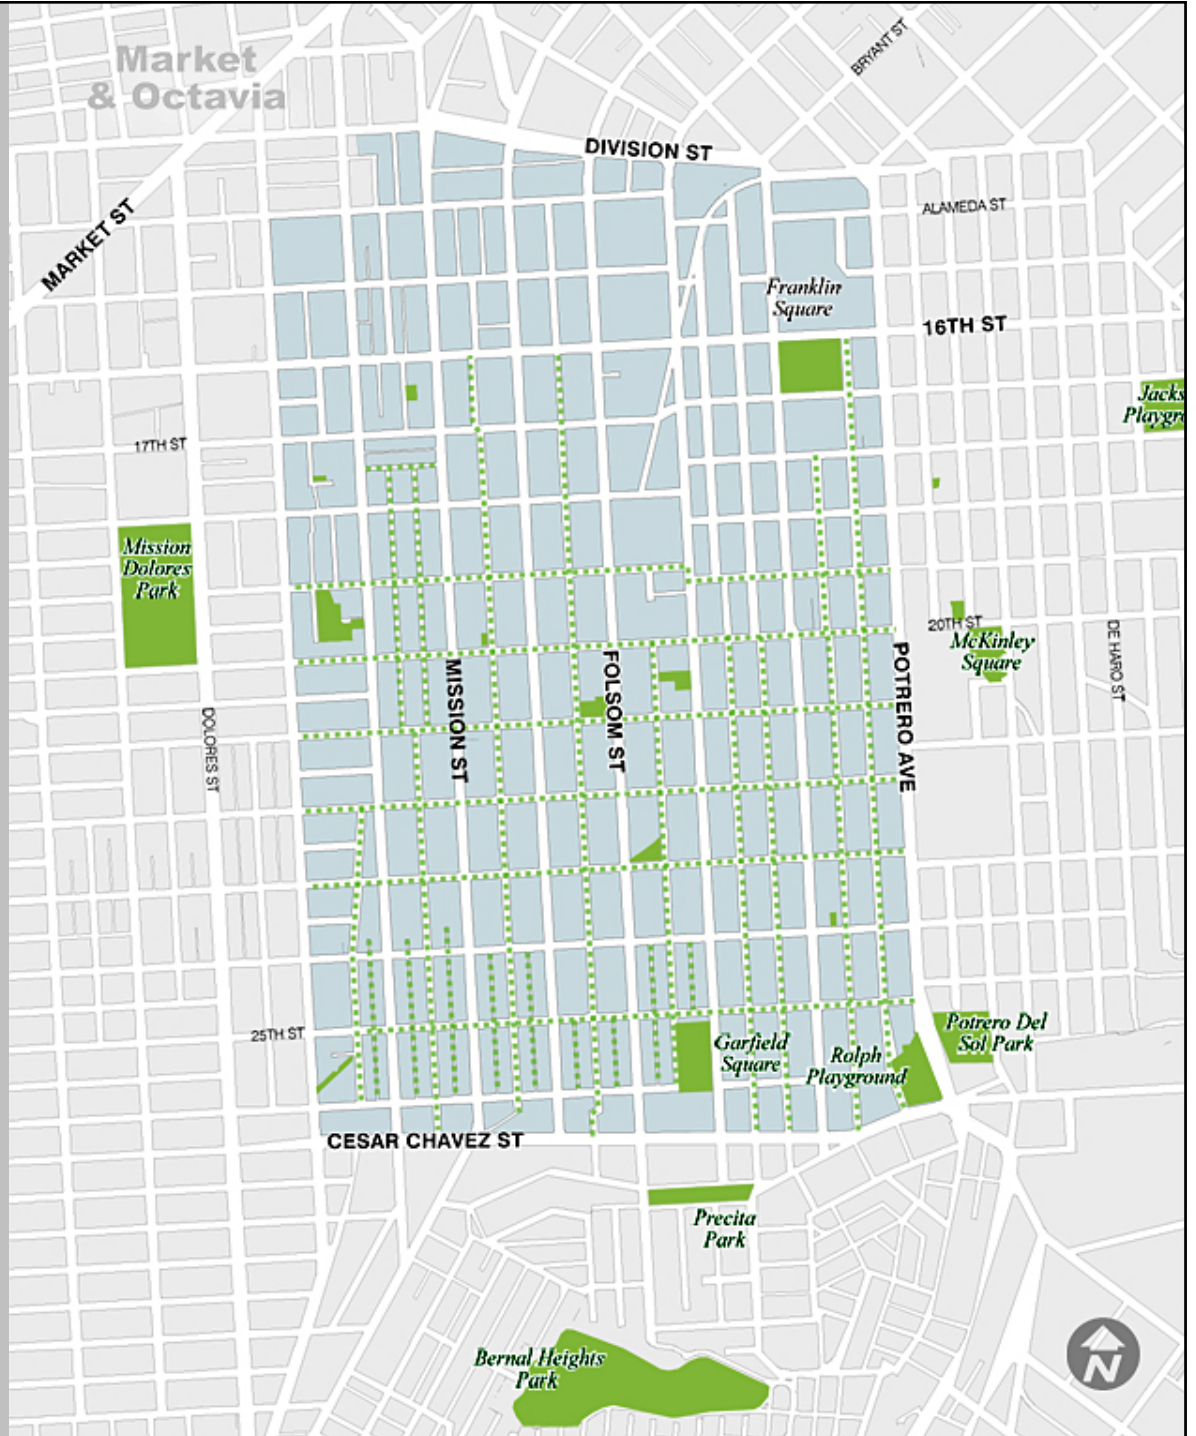 Market
& Octavia
BRYANT ST
DIVISION ST
MARKET ST
ALAMEDA ST
Franklin
Square
16TH ST
Jacks
Playgr
17TH ST
Mission
Dolores
Park
20TH ST
McKinley
Square
DE HARO ST
MISSION ST
FOLSOM ST
POTRERO AVE
DOLORES ST
25TH ST
Garfield
Square
Rolph
Playground
Potrero Del
Sol Park
CESAR CHAVEZ ST
Precita
Park
Bernal Heights
Park
N